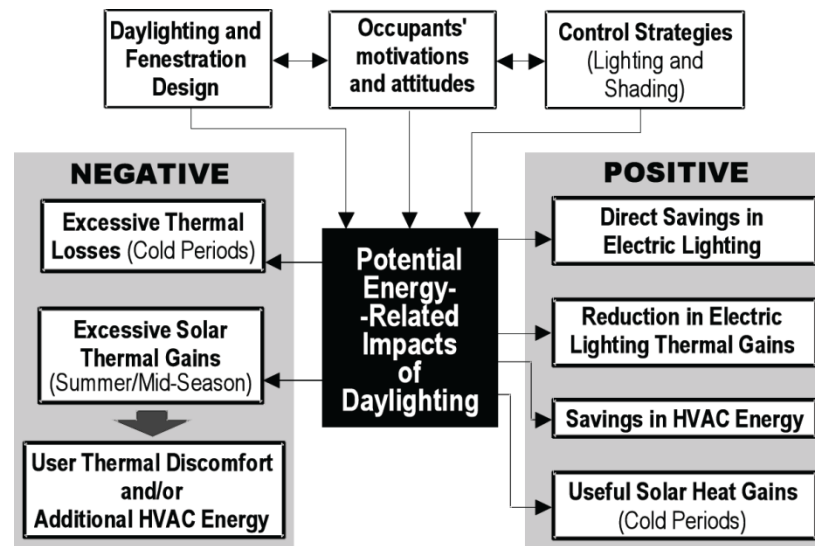 Daylighting and
Fenestration
Design
Occupants'
motivations
and attitudes
Control Strategies
(Lighting and
Shading)
NEGATIVE
Excessive Thermal
Losses (Cold Periods)
Excessive Solar
Thermal Gains
(Summer/Mid-Season)
User Thermal Discomfort
and/or
Additional HVAC Energy
Potential
Energy-
-Related
Impacts
of
Daylighting
POSITIVE
Direct Savings in
Electric Lighting
Reduction in Electric
Lighting Thermal Gains
Savings in HVAC Energy
Useful Solar Heat Gains
(Cold Periods)